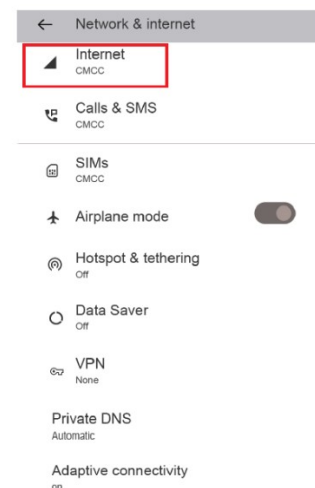 Network & internet
Internet
CMCC
Calls & SMS
CMCC
SIMs
CMCC
Airplane mode
Hotspot & tethering
Off
Data Saver
Off
VPN
None
Private DNS
Automatic
Adaptive connectivity
on